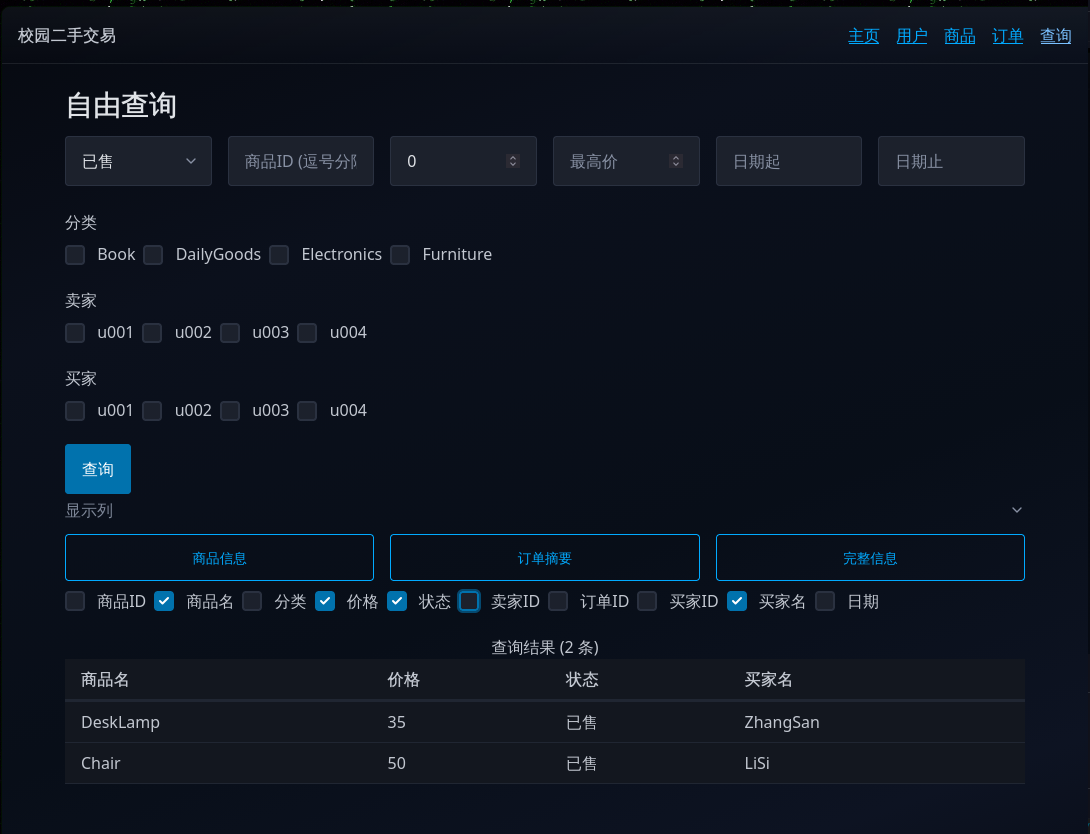 校园二手交易 主页 用户 商品 订单 查询
自由查询
已售 商品ID (逗号分隔 0 最高价 日期起 日期止
分类
Book DailyGoods Electronics Furniture
卖家
u001 u002 u003 u004
买家
u001 u002 u003 u004
查询
显示列
商品信息 订单摘要 完整信息
商品ID 商品名 分类 价格 状态 卖家ID 订单ID 买家ID 买家名 日期
查询结果 (2 条)
商品名 价格 状态 买家名
DeskLamp 35 已售 ZhangSan
Chair 50 已售 LiSi